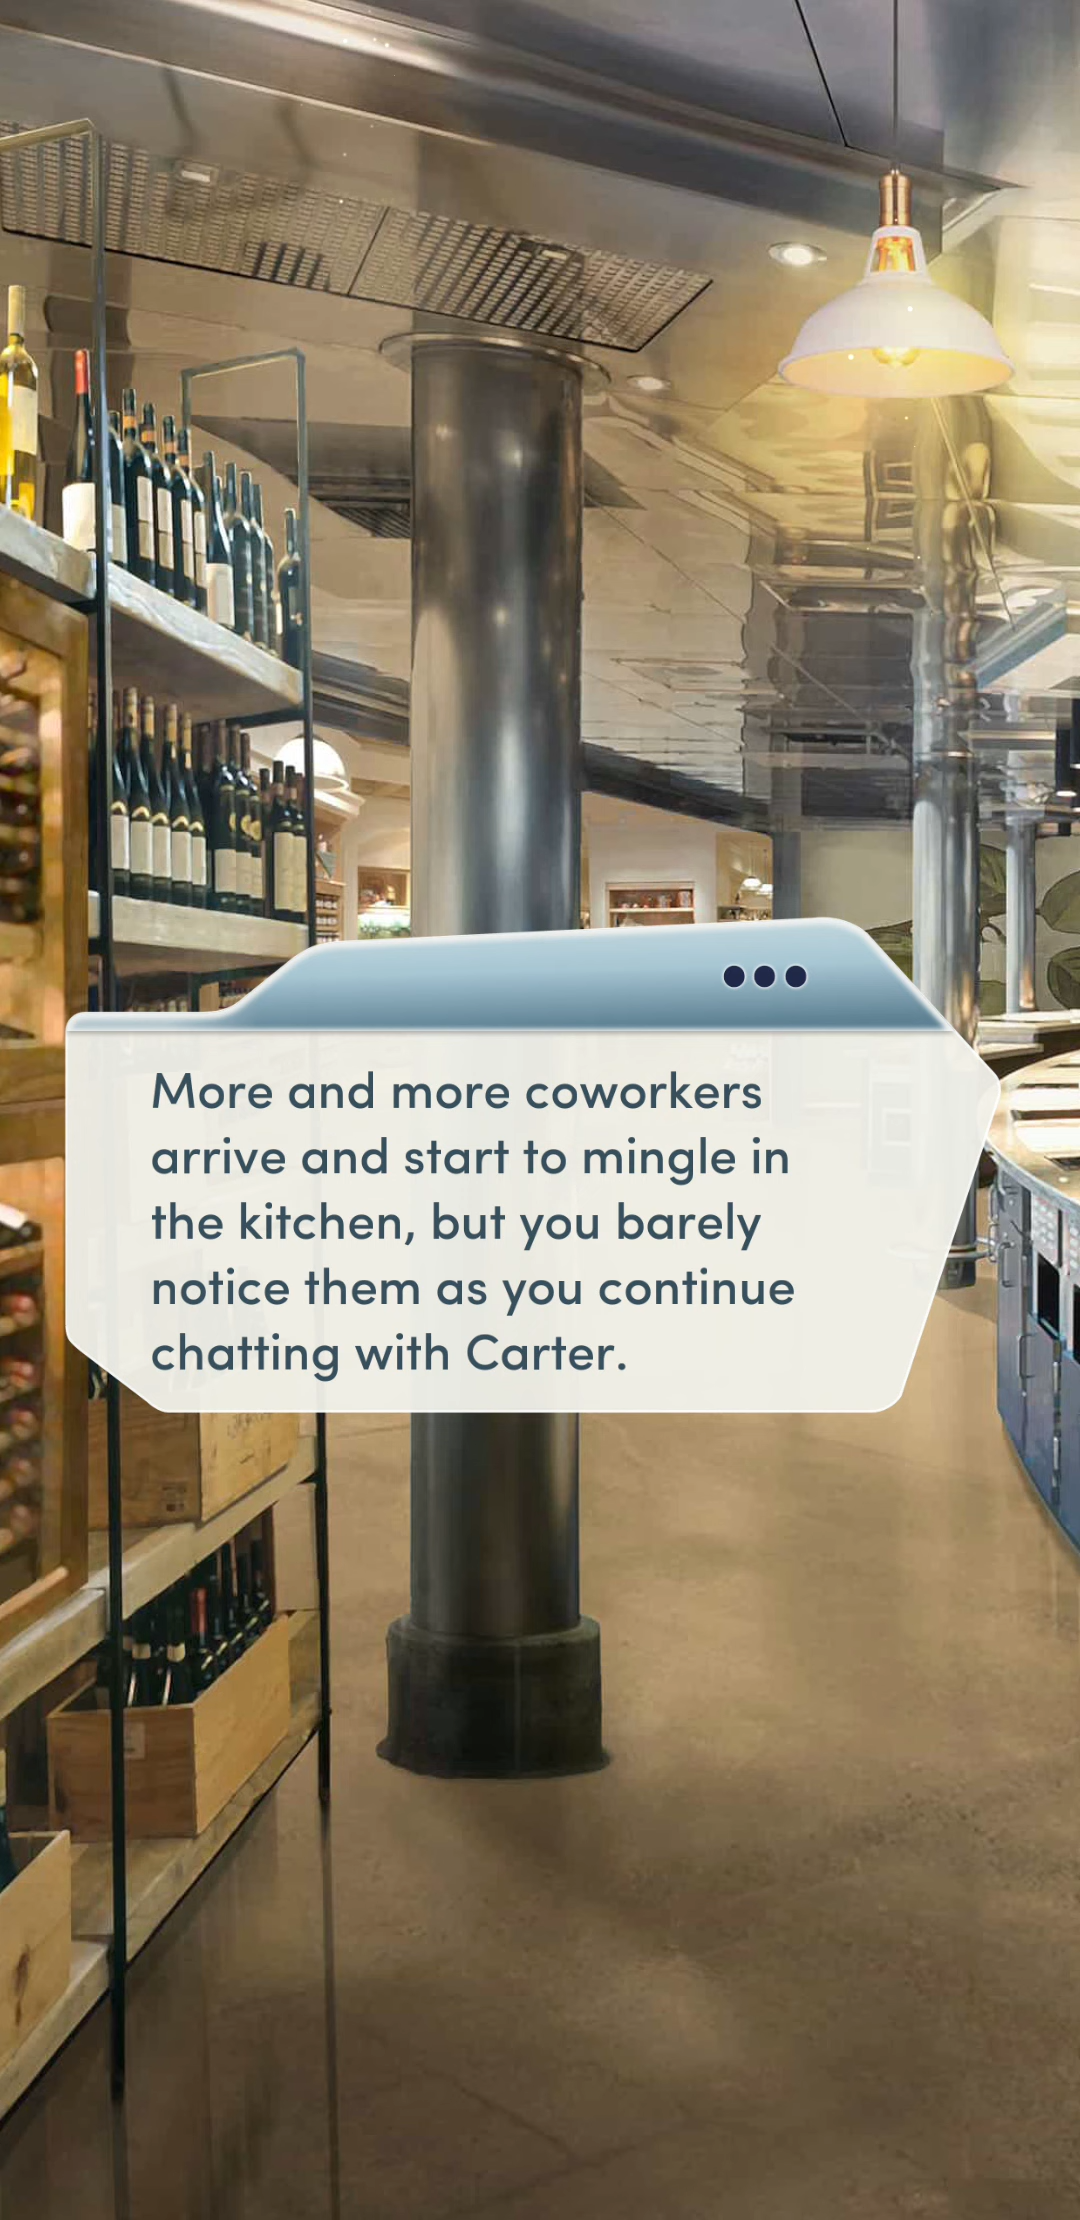 More and more coworkers
arrive and start to mingle in
the kitchen, but you barely
notice them as you continue
chatting with Carter.